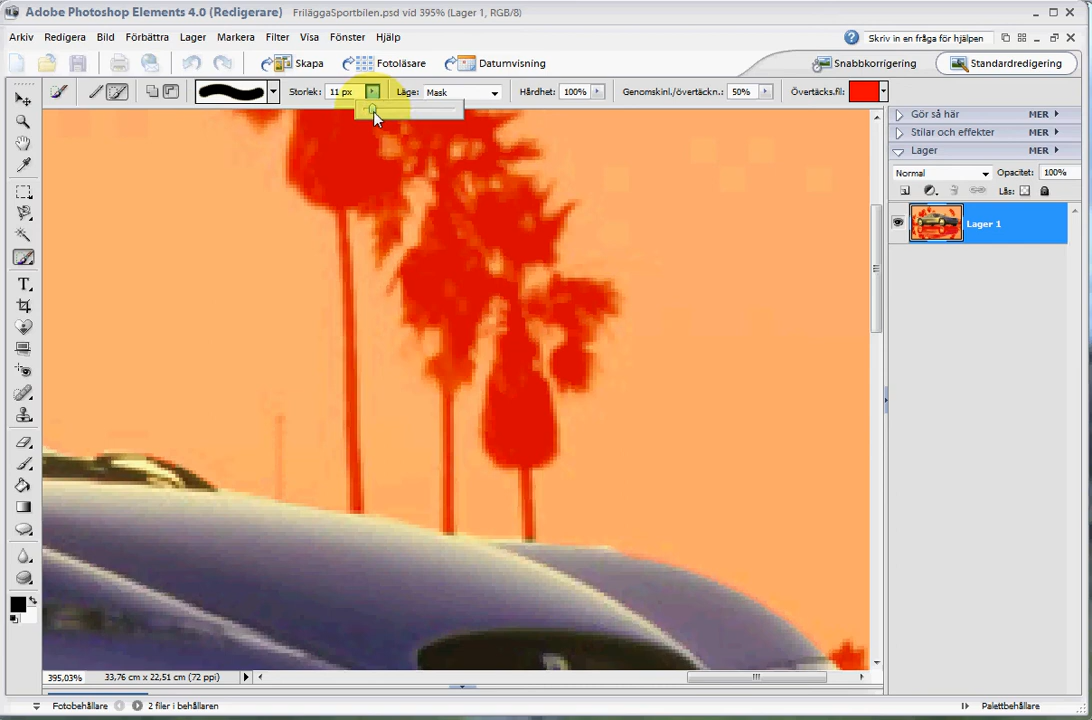 Adobe Photoshop Elements 4.0 (Redigerare) FriläggaSportbilen.psd vid 395% (Lager 1, RGB/8)
Arkiv Redigera Bild Förbättra Lager Markera Filter Visa Fönster Hjälp Skriv in en fråga för hjälpen
Skapa Fotoläsare Datumvisning Snabbkorrigering Standardredigering
Storlek: 11 px Läge: Mask Hårdhet: 100% Genomskinl./övertäckn.: 50% Övertäcks.fil:
Gör så här MER
Stilar och effekter MER
Lager MER
Normal Opacitet: 100%
Lås:
Lager 1
T
395,03% 33,76 cm x 22,51 cm (72 ppi)
Fotobehållare 2 filer i behållaren Palettbehållare